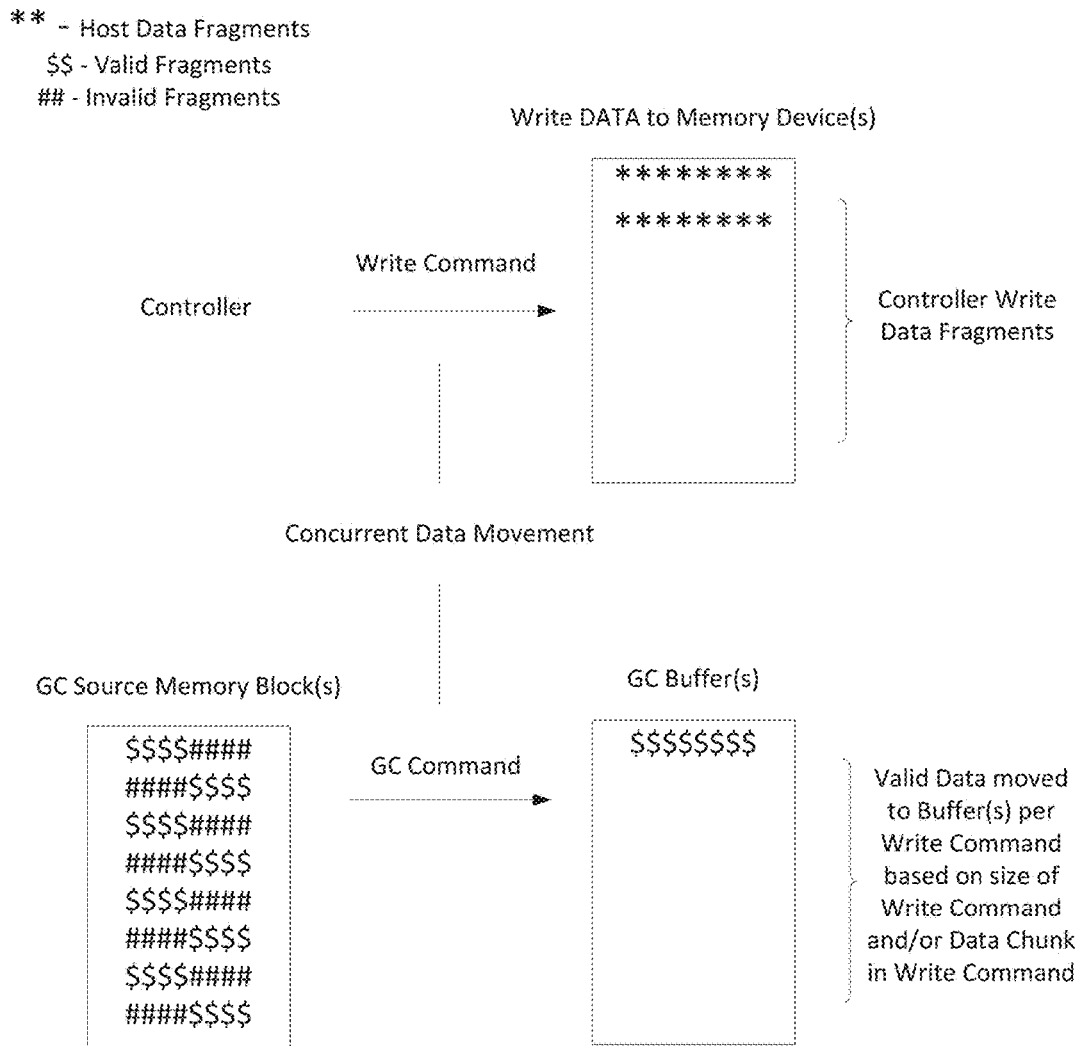 ** - Host Data Fragments
$$ - Valid Fragments
## - Invalid Fragments
Write DATA to Memory Device(s)
********
********
Write Command
Controller
Controller Write
Data Fragments
Concurrent Data Movement
GC Source Memory Block(s)
GC Buffer(s)
$$$$####
####$$$$
$$$$####
####$$$$
$$$$####
####$$$$
$$$$####
####$$$$
GC Command
$$$$$$$$
Valid Data moved
to Buffer(s) per
Write Command
based on size of
Write Command
and/or Data Chunk
in Write Command